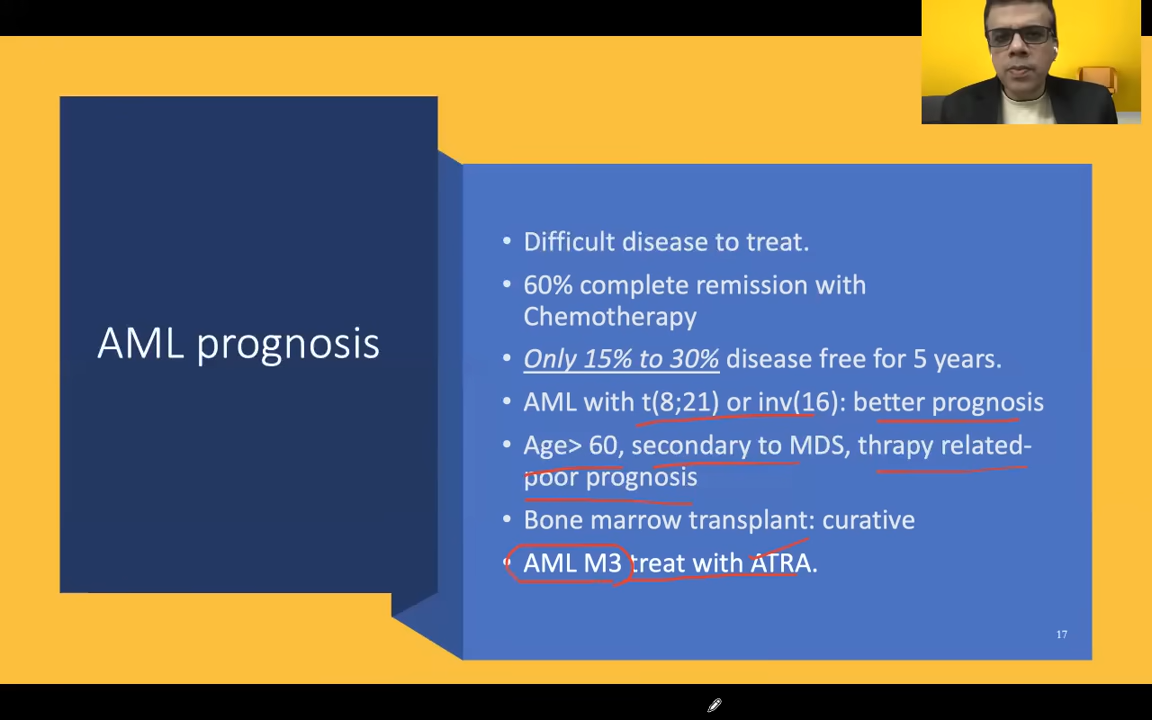 AML prognosis
• Difficult disease to treat.
• 60% complete remission with
Chemotherapy
• Only 15% to 30% disease free for 5 years.
• AML with t(8;21) or inv(16): better prognosis
• Age> 60, secondary to MDS, thrapy related-
poor prognosis
• Bone marrow transplant: curative
• AML M3 treat with ATRA.
17